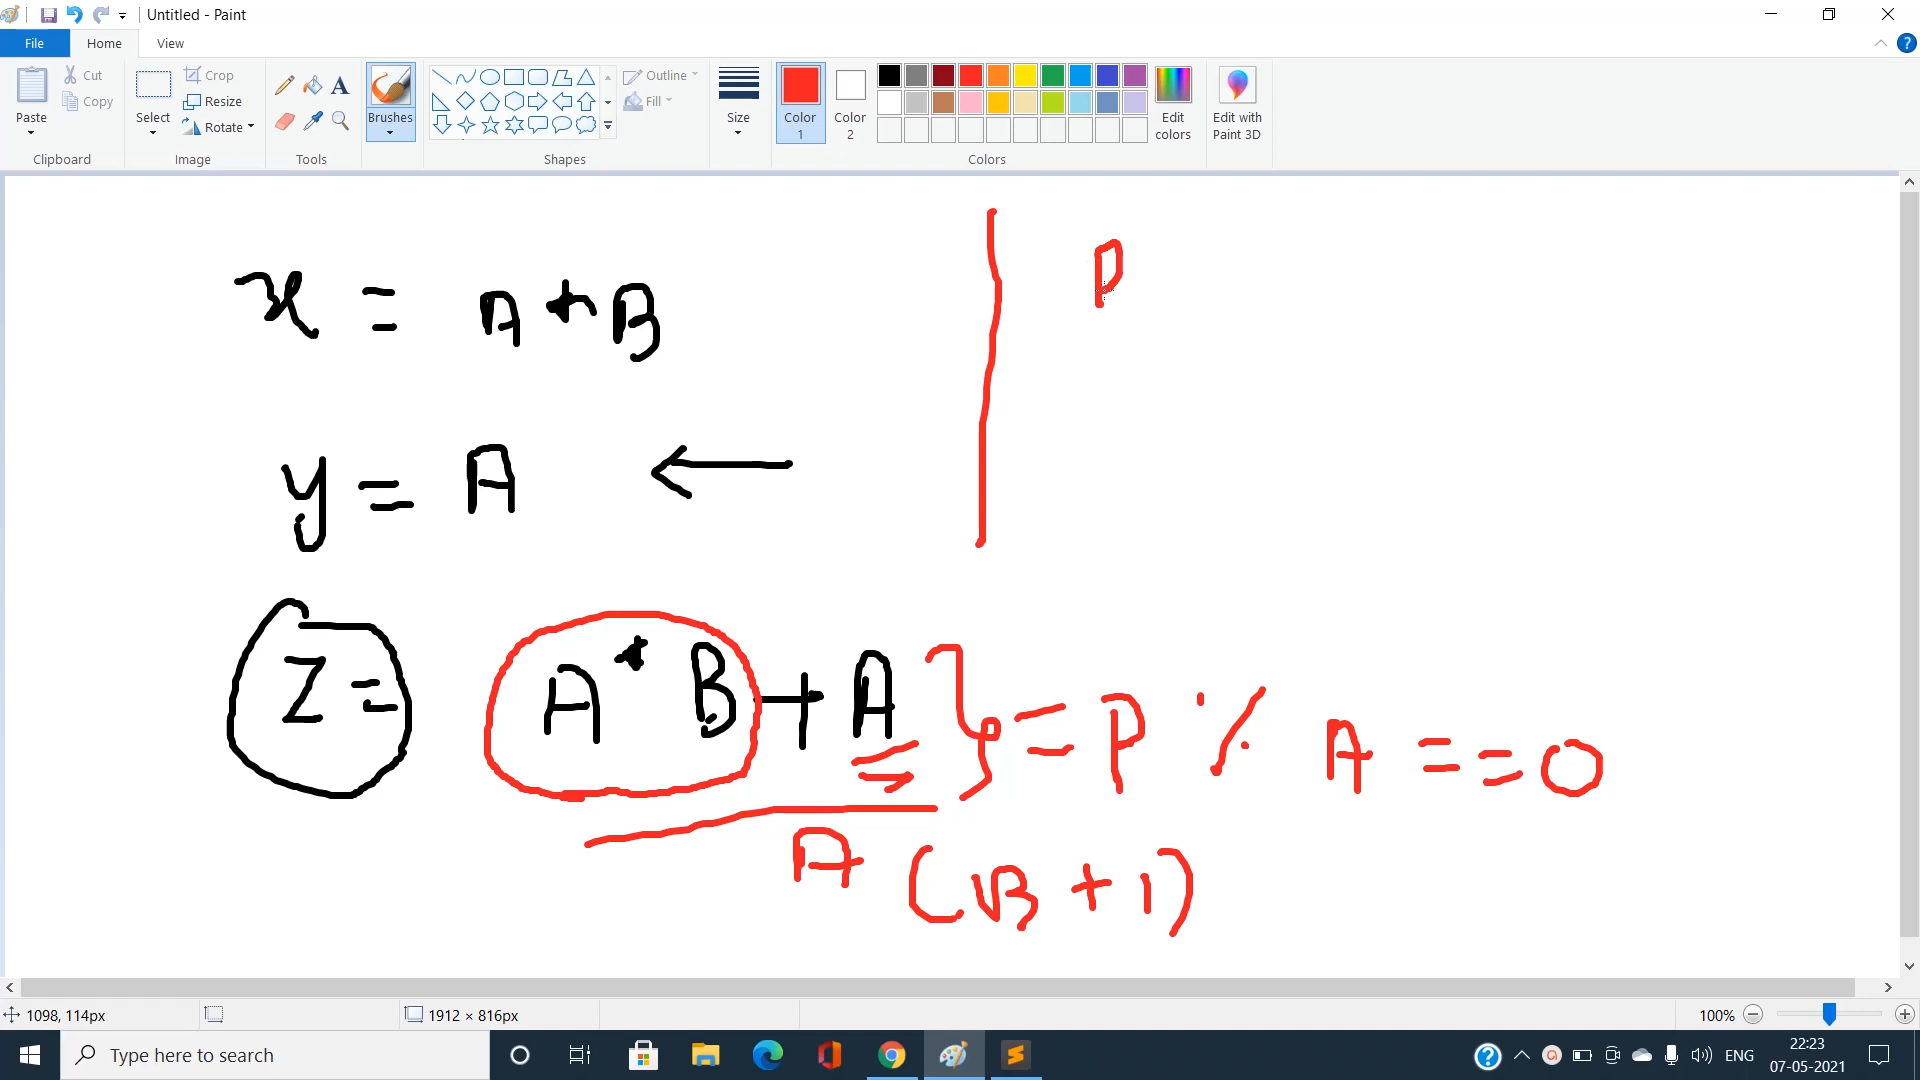 Untitled - Paint
File Home View
Paste Cut Copy Clipboard
Select Crop Resize Rotate Image
Tools
Brushes
Outline Fill Shapes
Size
Color 1 Color 2 Edit colors Colors
Edit with Paint 3D
x = A + B
P
y = A ←
Z = A * B + A } = P % A = = 0
A (B + 1)
1098, 114px 1912 × 816px 100%
Type here to search
ENG 22:23
07-05-2021